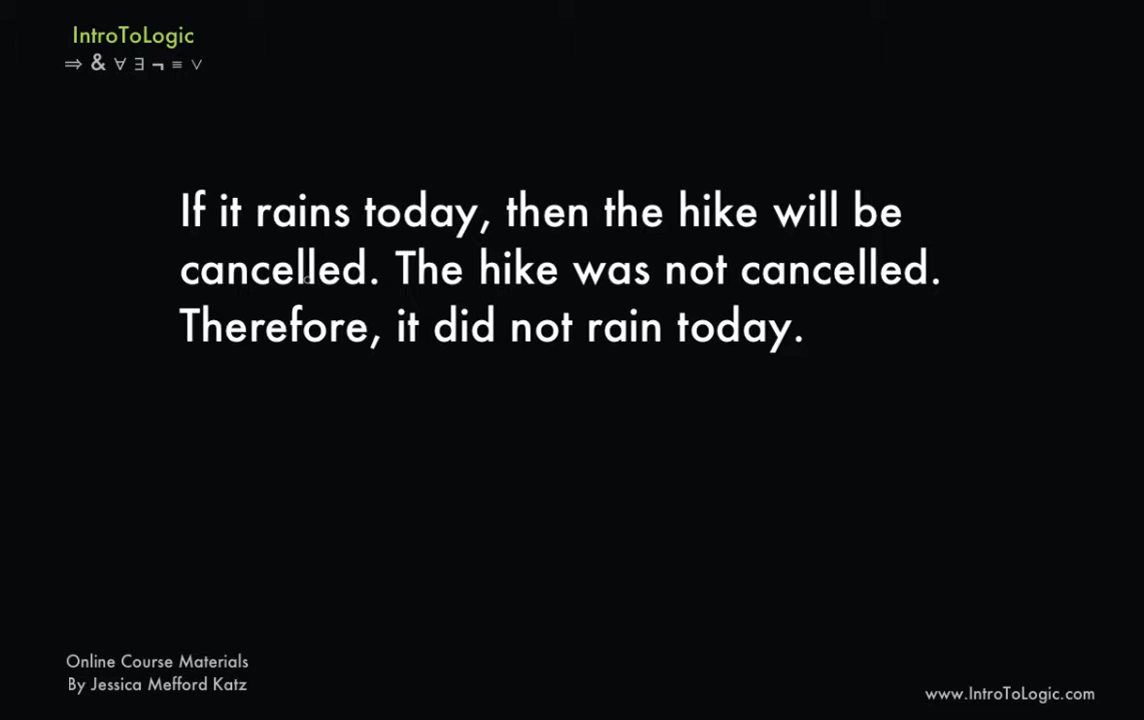 IntroToLogic
⇒ & ∀ ∃ ¬ ≡ ∨
If it rains today, then the hike will be
cancelled. The hike was not cancelled.
Therefore, it did not rain today.
Online Course Materials
By Jessica Mefford Katz
www.IntroToLogic.com